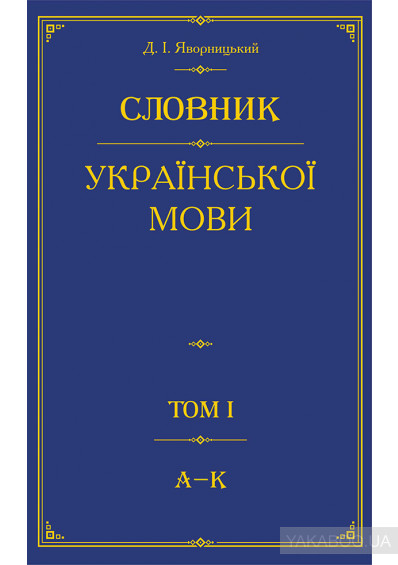 Д. І. Яворницький
СЛОВНИК
УКРАЇНСЬКОЇ
МОВИ
ТОМ І
А–К
YAKABOO.UA